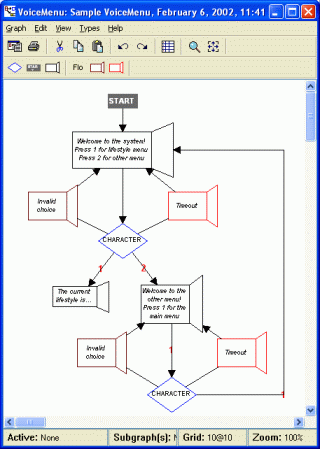 VoiceMenu: Sample VoiceMenu, February 6, 2002, 11:41
Graph Edit View Types Help
Flo
START
Welcome to the system!
Press 1 for lifestyle menu
Press 2 for other menu
Invalid
choice
Timeout
CHARACTER
1
2
The current
lifestyle is...
Welcome to the
other menu!
Press 1 for the
main menu
Invalid
choice
1
Timeout
CHARACTER
1
Active: None
Subgraph(s): N
Grid: 10@10
Zoom: 100%